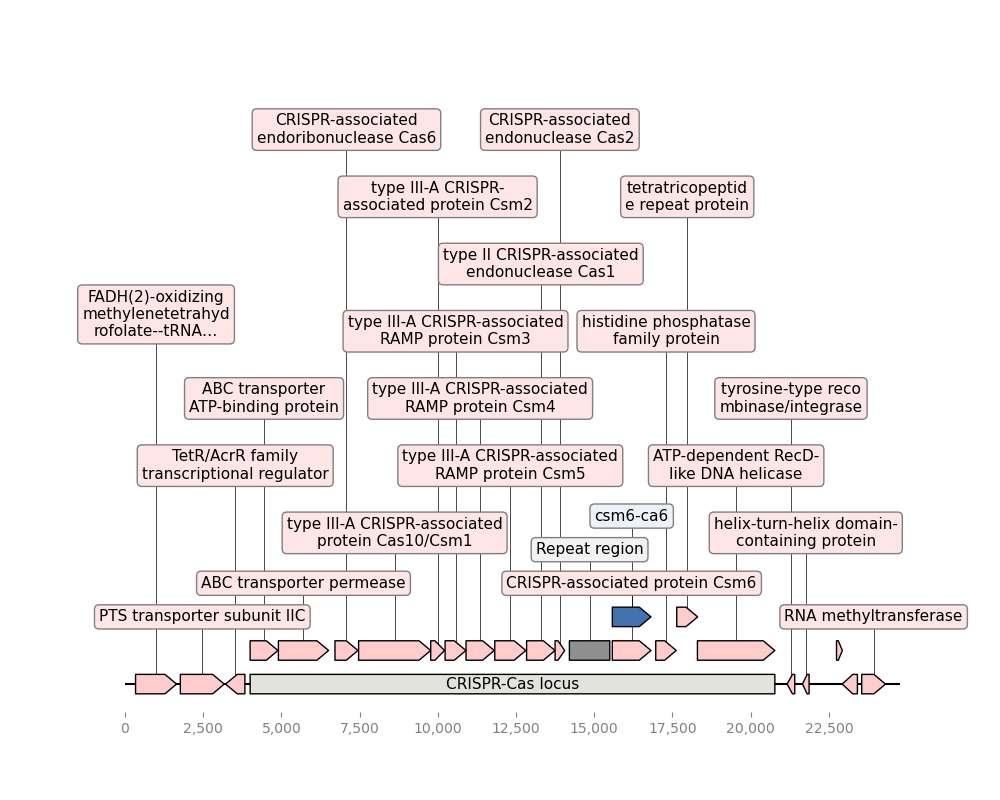 CRISPR-associated
endoribonuclease Cas6
CRISPR-associated
endonuclease Cas2
type III-A CRISPR-
associated protein Csm2
tetratricopeptid
e repeat protein
type II CRISPR-associated
endonuclease Cas1
FADH(2)-oxidizing
methylenetetrahyd
rofolate--tRNA...
type III-A CRISPR-associated
RAMP protein Csm3
histidine phosphatase
family protein
ABC transporter
ATP-binding protein
type III-A CRISPR-associated
RAMP protein Csm4
tyrosine-type reco
mbinase/integrase
TetR/AcrR family
transcriptional regulator
type III-A CRISPR-associated
RAMP protein Csm5
ATP-dependent RecD-
like DNA helicase
csm6-ca6
type III-A CRISPR-associated
protein Cas10/Csm1
helix-turn-helix domain-
containing protein
Repeat region
ABC transporter permease
CRISPR-associated protein Csm6
PTS transporter subunit IIC
RNA methyltransferase
CRISPR-Cas locus
0 2,500 5,000 7,500 10,000 12,500 15,000 17,500 20,000 22,500